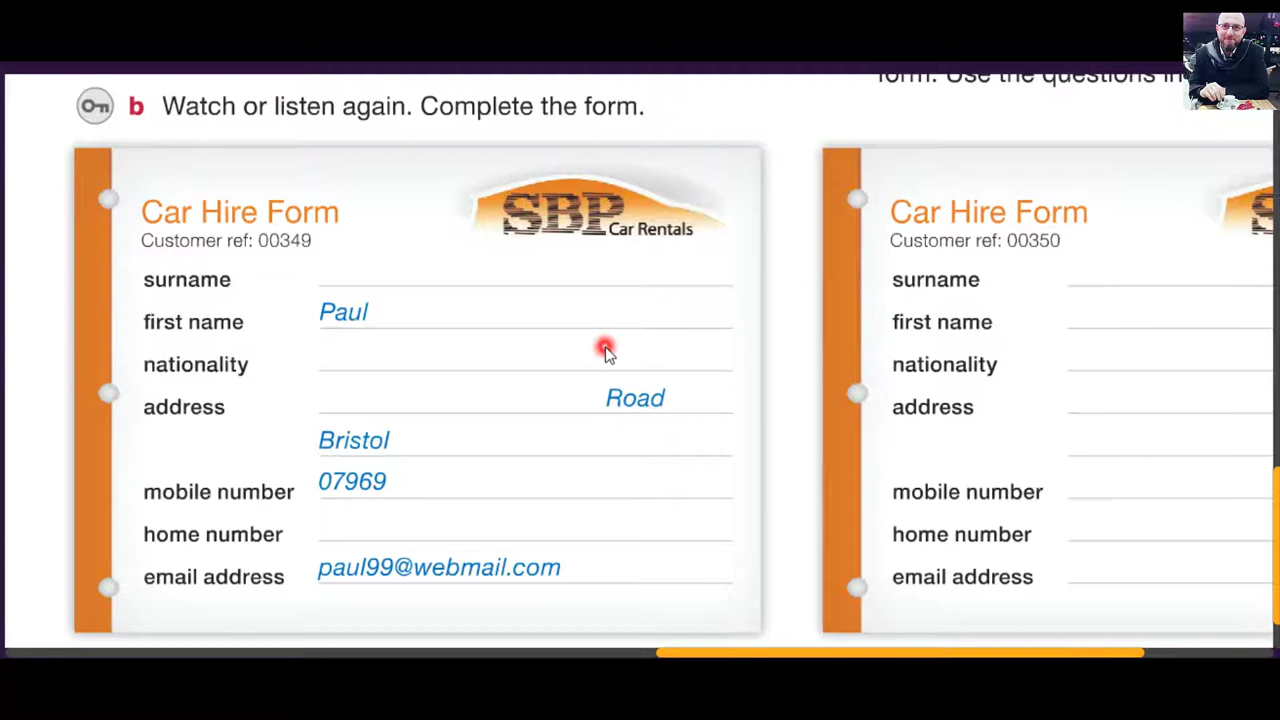 form. Use the questions in
b Watch or listen again. Complete the form.
Car Hire Form
SBP Car Rentals
Customer ref: 00349
surname
first name Paul
nationality
address Road
Bristol
mobile number 07969
home number
email address paul99@webmail.com
Car Hire Form
Customer ref: 00350
surname
first name
nationality
address
mobile number
home number
email address